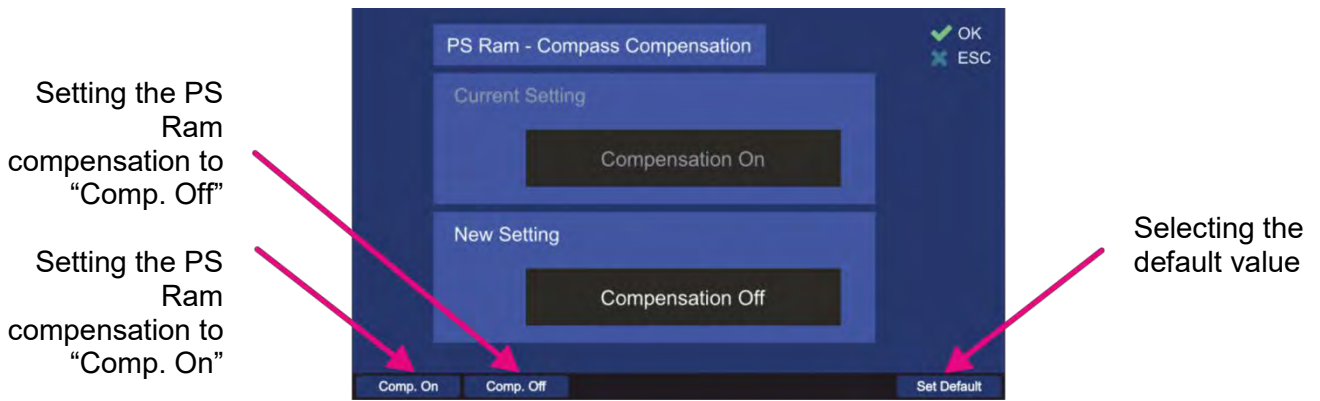 Setting the PS
Ram
compensation to
“Comp. Off”
Setting the PS
Ram
compensation to
“Comp. On”
PS Ram - Compass Compensation
OK
ESC
Current Setting
Compensation On
New Setting
Compensation Off
Comp. On
Comp. Off
Set Default
Selecting the
default value